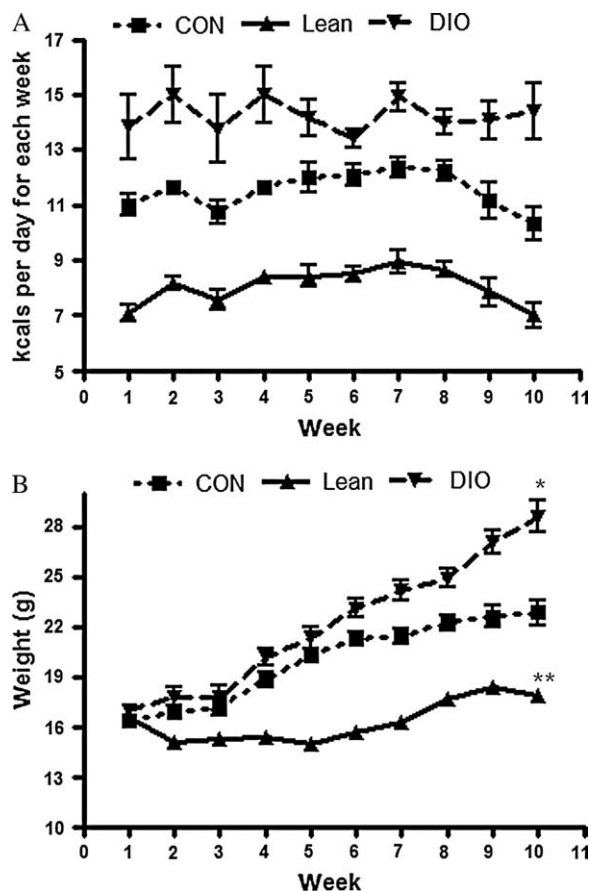 A
CON Lean DIO
kcals per day for each week
17
15
13
11
9
7
5
0 1 2 3 4 5 6 7 8 9 10 11
Week
B
CON Lean DIO
Weight (g)
*
28
25
22
19
**
16
13
10
0 1 2 3 4 5 6 7 8 9 10 11
Week